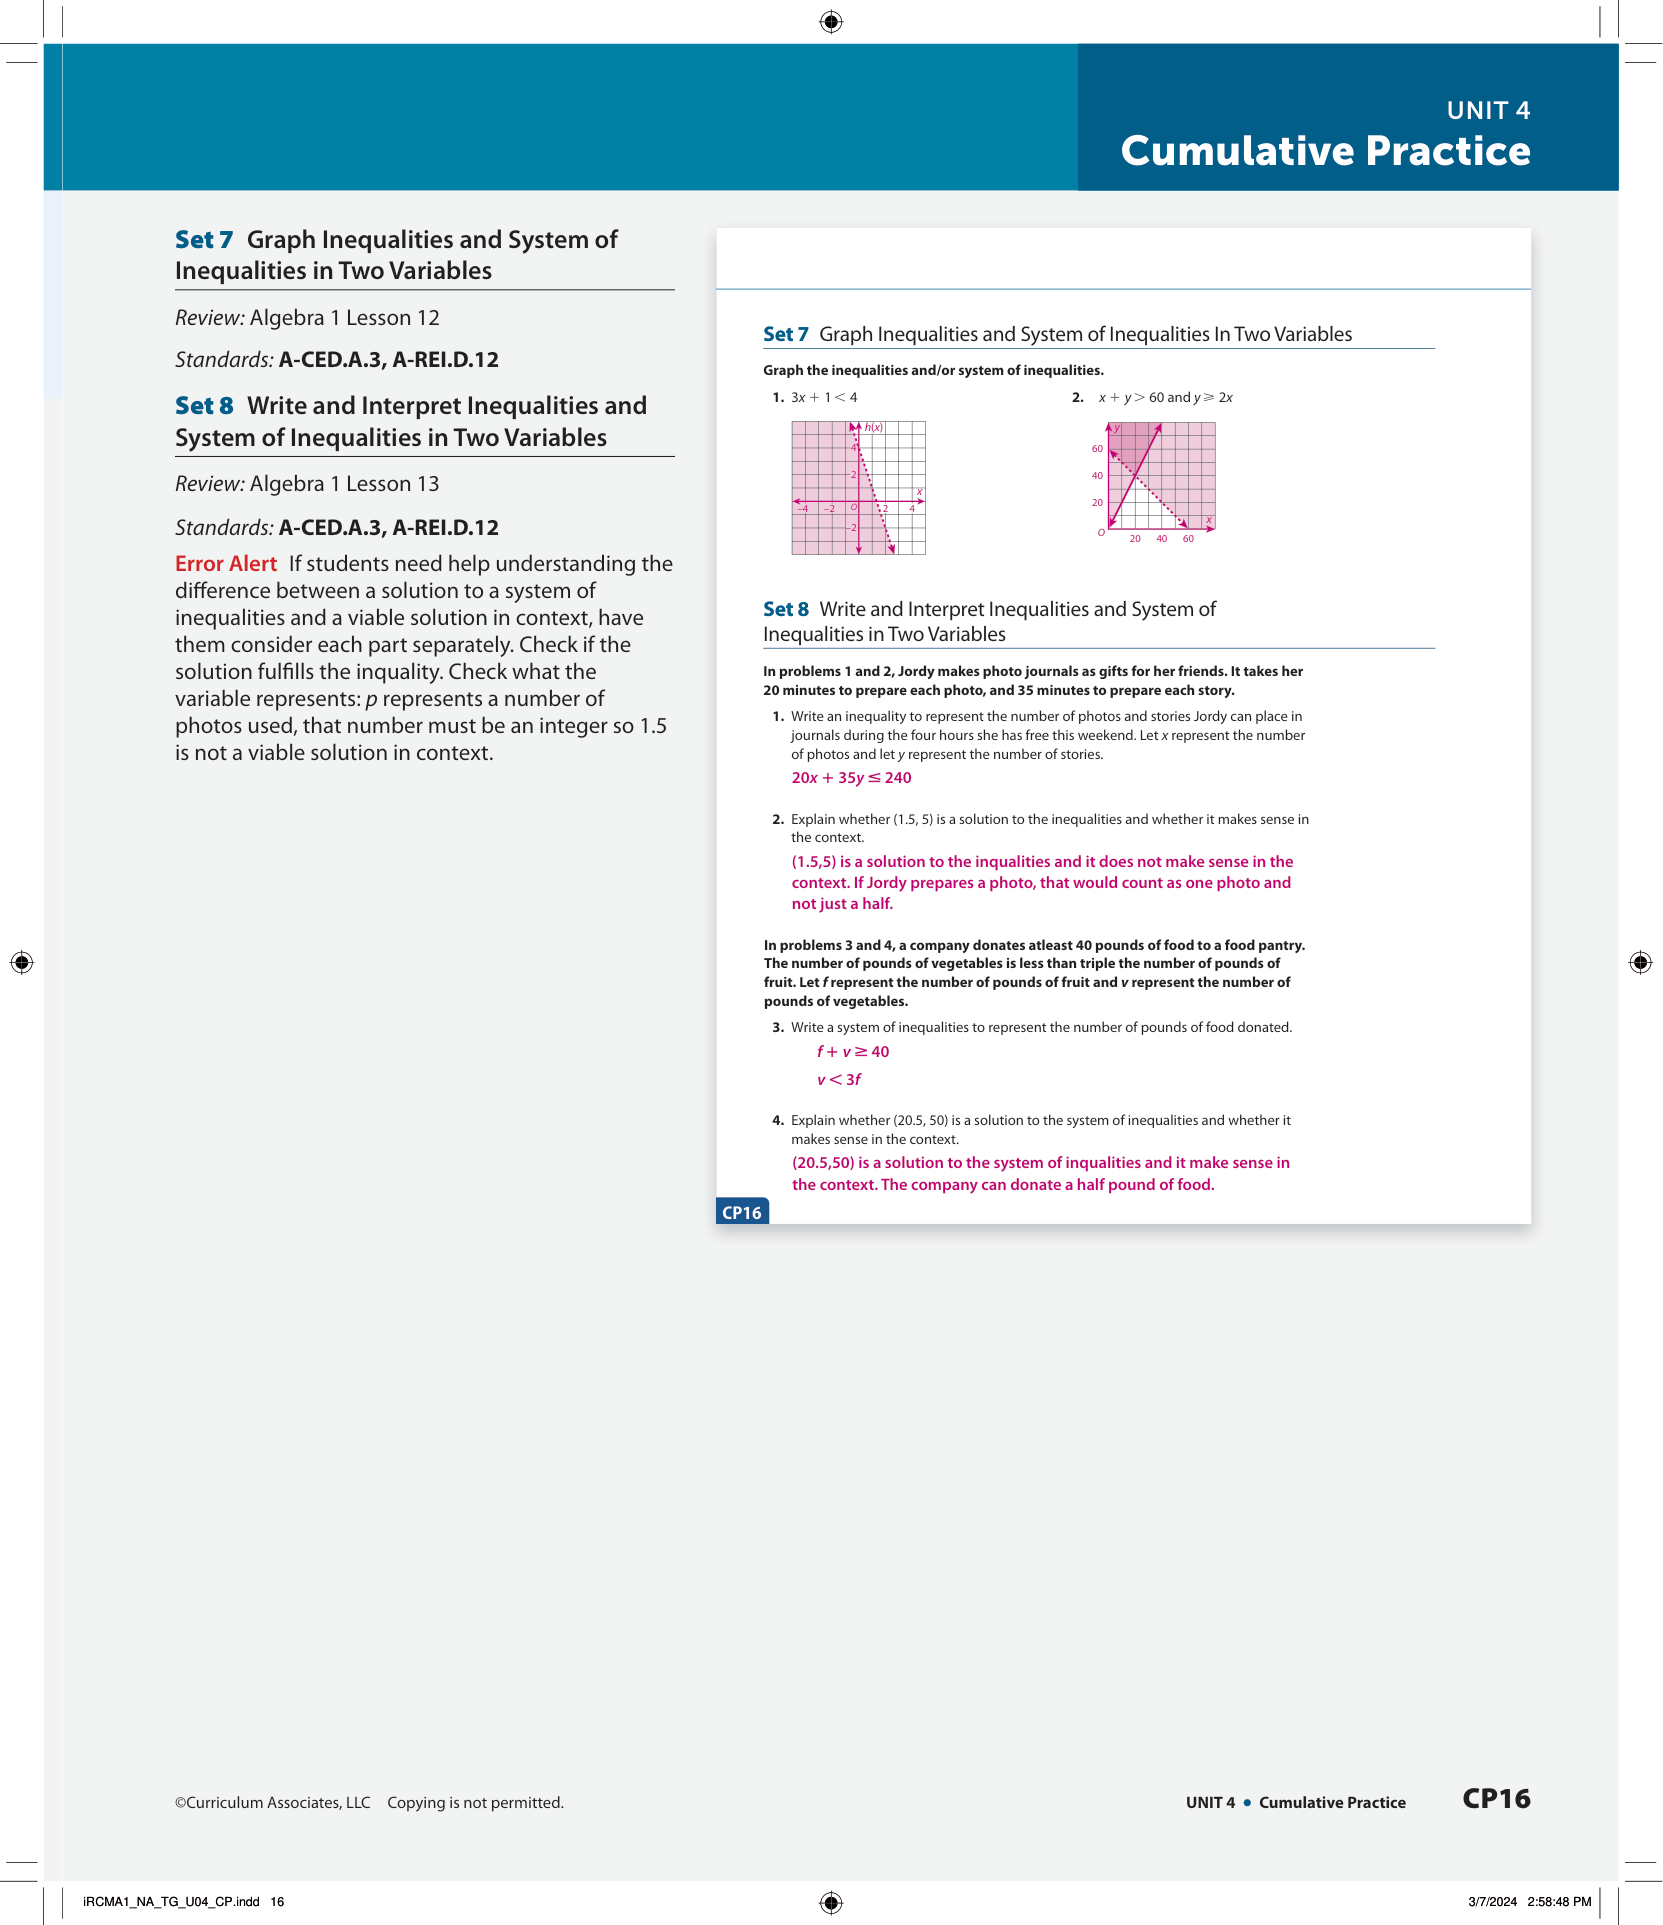 UNIT 4
Cumulative Practice
Set 7 Graph Inequalities and System of
Inequalities in Two Variables
Review: Algebra 1 Lesson 12
Standards: A-CED.A.3, A-REI.D.12
Set 8 Write and Interpret Inequalities and
System of Inequalities in Two Variables
Review: Algebra 1 Lesson 13
Standards: A-CED.A.3, A-REI.D.12
Error Alert If students need help understanding the
difference between a solution to a system of
inequalities and a viable solution in context, have
them consider each part separately. Check if the
solution fulfills the inquality. Check what the
variable represents: p represents a number of
photos used, that number must be an integer so 1.5
is not a viable solution in context.
Set 7 Graph Inequalities and System of Inequalities In Two Variables
Graph the inequalities and/or system of inequalities.
1. 3x + 1 < 4
2. x + y > 60 and y ⩾ 2x
h(x)
4
2
x
–4 –2 O 2 4
–2
y
60
40
20
x
O
20 40 60
Set 8 Write and Interpret Inequalities and System of
Inequalities in Two Variables
In problems 1 and 2, Jordy makes photo journals as gifts for her friends. It takes her
20 minutes to prepare each photo, and 35 minutes to prepare each story.
1. Write an inequality to represent the number of photos and stories Jordy can place in
journals during the four hours she has free this weekend. Let x represent the number
of photos and let y represent the number of stories.
20x + 35y ≤ 240
2. Explain whether (1.5, 5) is a solution to the inequalities and whether it makes sense in
the context.
(1.5,5) is a solution to the inqualities and it does not make sense in the
context. If Jordy prepares a photo, that would count as one photo and
not just a half.
In problems 3 and 4, a company donates atleast 40 pounds of food to a food pantry.
The number of pounds of vegetables is less than triple the number of pounds of
fruit. Let f represent the number of pounds of fruit and v represent the number of
pounds of vegetables.
3. Write a system of inequalities to represent the number of pounds of food donated.
f + v ≥ 40
v < 3f
4. Explain whether (20.5, 50) is a solution to the system of inequalities and whether it
makes sense in the context.
(20.5,50) is a solution to the system of inqualities and it make sense in
the context. The company can donate a half pound of food.
CP16
©Curriculum Associates, LLC Copying is not permitted.
UNIT 4 • Cumulative Practice CP16
iRCMA1_NA_TG_U04_CP.indd 16
3/7/2024 2:58:48 PM